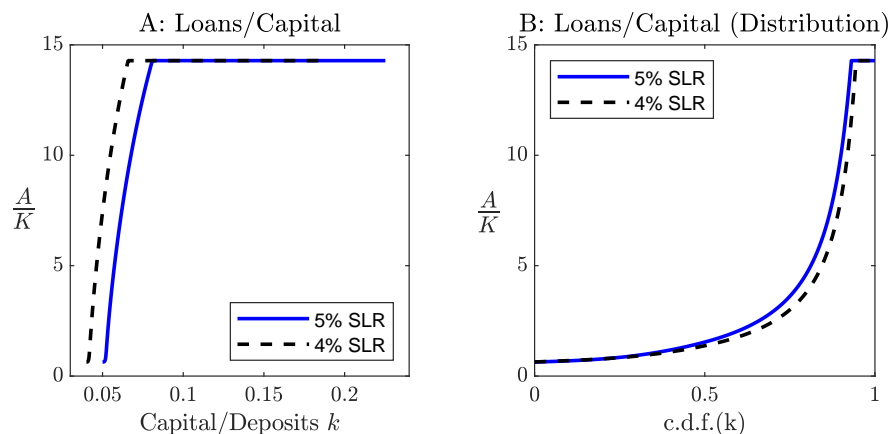 A: Loans/Capital
15
10
5
0
A
K
0.05
0.1
0.15
0.2
Capital/Deposits k
5% SLR
4% SLR
B: Loans/Capital (Distribution)
15
10
5
0
A
K
0
0.5
1
c.d.f.(k)
5% SLR
4% SLR